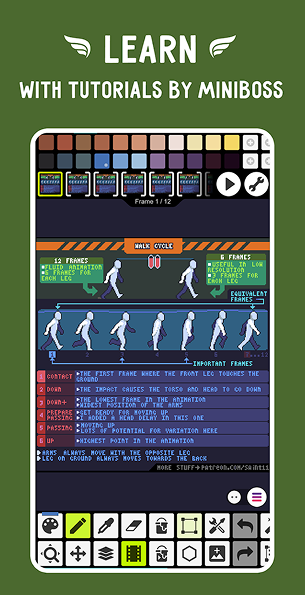 LEARN
WITH TUTORIALS BY MINIBOSS
Frame 1 / 12
WALK CYCLE
12 FRAMES
FLUID ANIMATION
6 FRAMES FOR
EACH LEG
6 FRAMES
USEFUL IN LOW
RESOLUTION
3 FRAMES FOR
EACH LEG
EQUIVALENT
FRAMES
IMPORTANT FRAMES
1 CONTACT
THE FIRST FRAME WHERE THE FRONT LEG TOUCHES THE
GROUND
2 DOWN
THE IMPACT CAUSES THE TORSO AND HEAD TO GO DOWN
3 DOWN+
THE LOWEST FRAME IN THE ANIMATION
WIDEST POSITION OF THE ARMS
4 PREPARE
PASSING
GET READY FOR MOVING UP
I ADDED A HEAD DELAY IN THIS ONE
5 PASSING
MOVING UP
LOTS OF POTENTIAL FOR VARIATION HERE
6 UP
HIGHEST POINT IN THE ANIMATION
ARMS ALWAYS MOVE WITH THE OPPOSITE LEG
LEG ON GROUND ALWAYS MOVES TOWARDS THE BACK